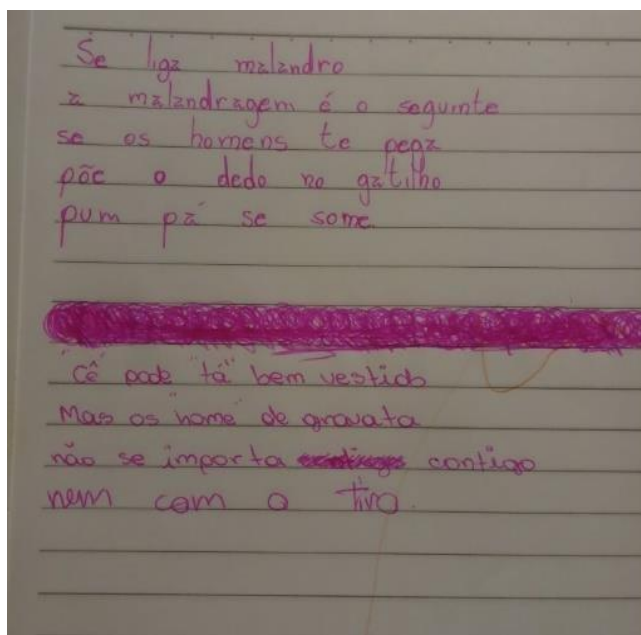 Se liga malandro
a malandragem é o seguinte
se os homens te pega
põe o dedo no gatilho
pum pá se some.
"Cê" pode "tá" bem vestido
Mas os "home" de gravata
não se importa contigo
nem com o tiro.